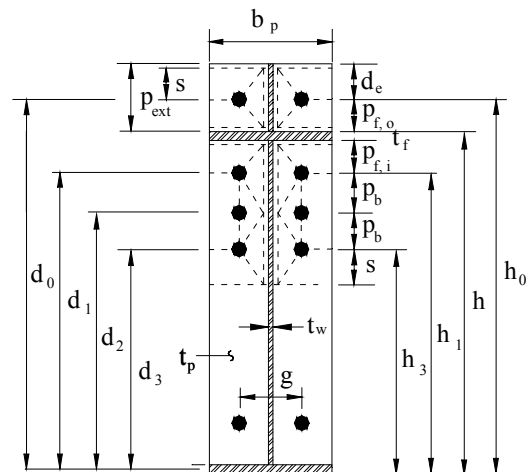 b p
s
d e
p ext
p f, o
t f
p f, i
p b
p b
s
d 0
d 1
d 2
d 3
t p
t w
g
h 3
h 1
h
h 0